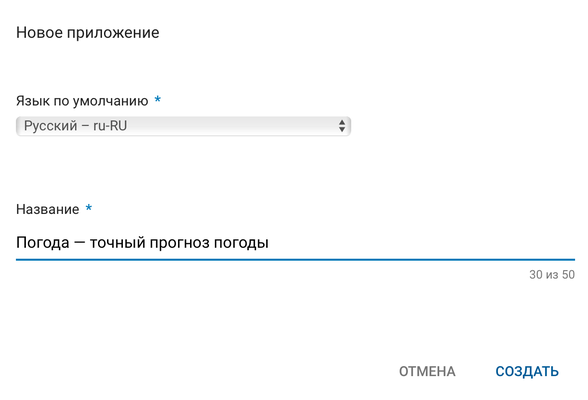 Новое приложение
Язык по умолчанию *
Русский – ru-RU
Название *
Погода — точный прогноз погоды
30 из 50
ОТМЕНА СОЗДАТЬ